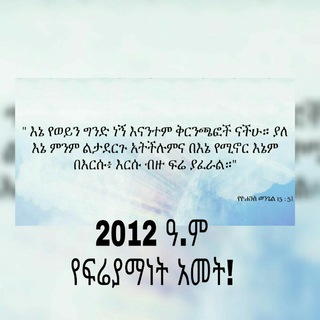 " እኔ የወይን ግንድ ነኝ እናንተም ቅርንጫፎች ናችሁ። ያለ
እኔ ምንም ልታደርጉ አትችሉምና በእኔ የሚኖር እኔም
በእርሱ፥ እርሱ ብዙ ፍሬ ያፈራል።"
የዮሐንስ ወንጌል 15 : 5
2012 ዓ.ም
የፍሬያማነት አመት!